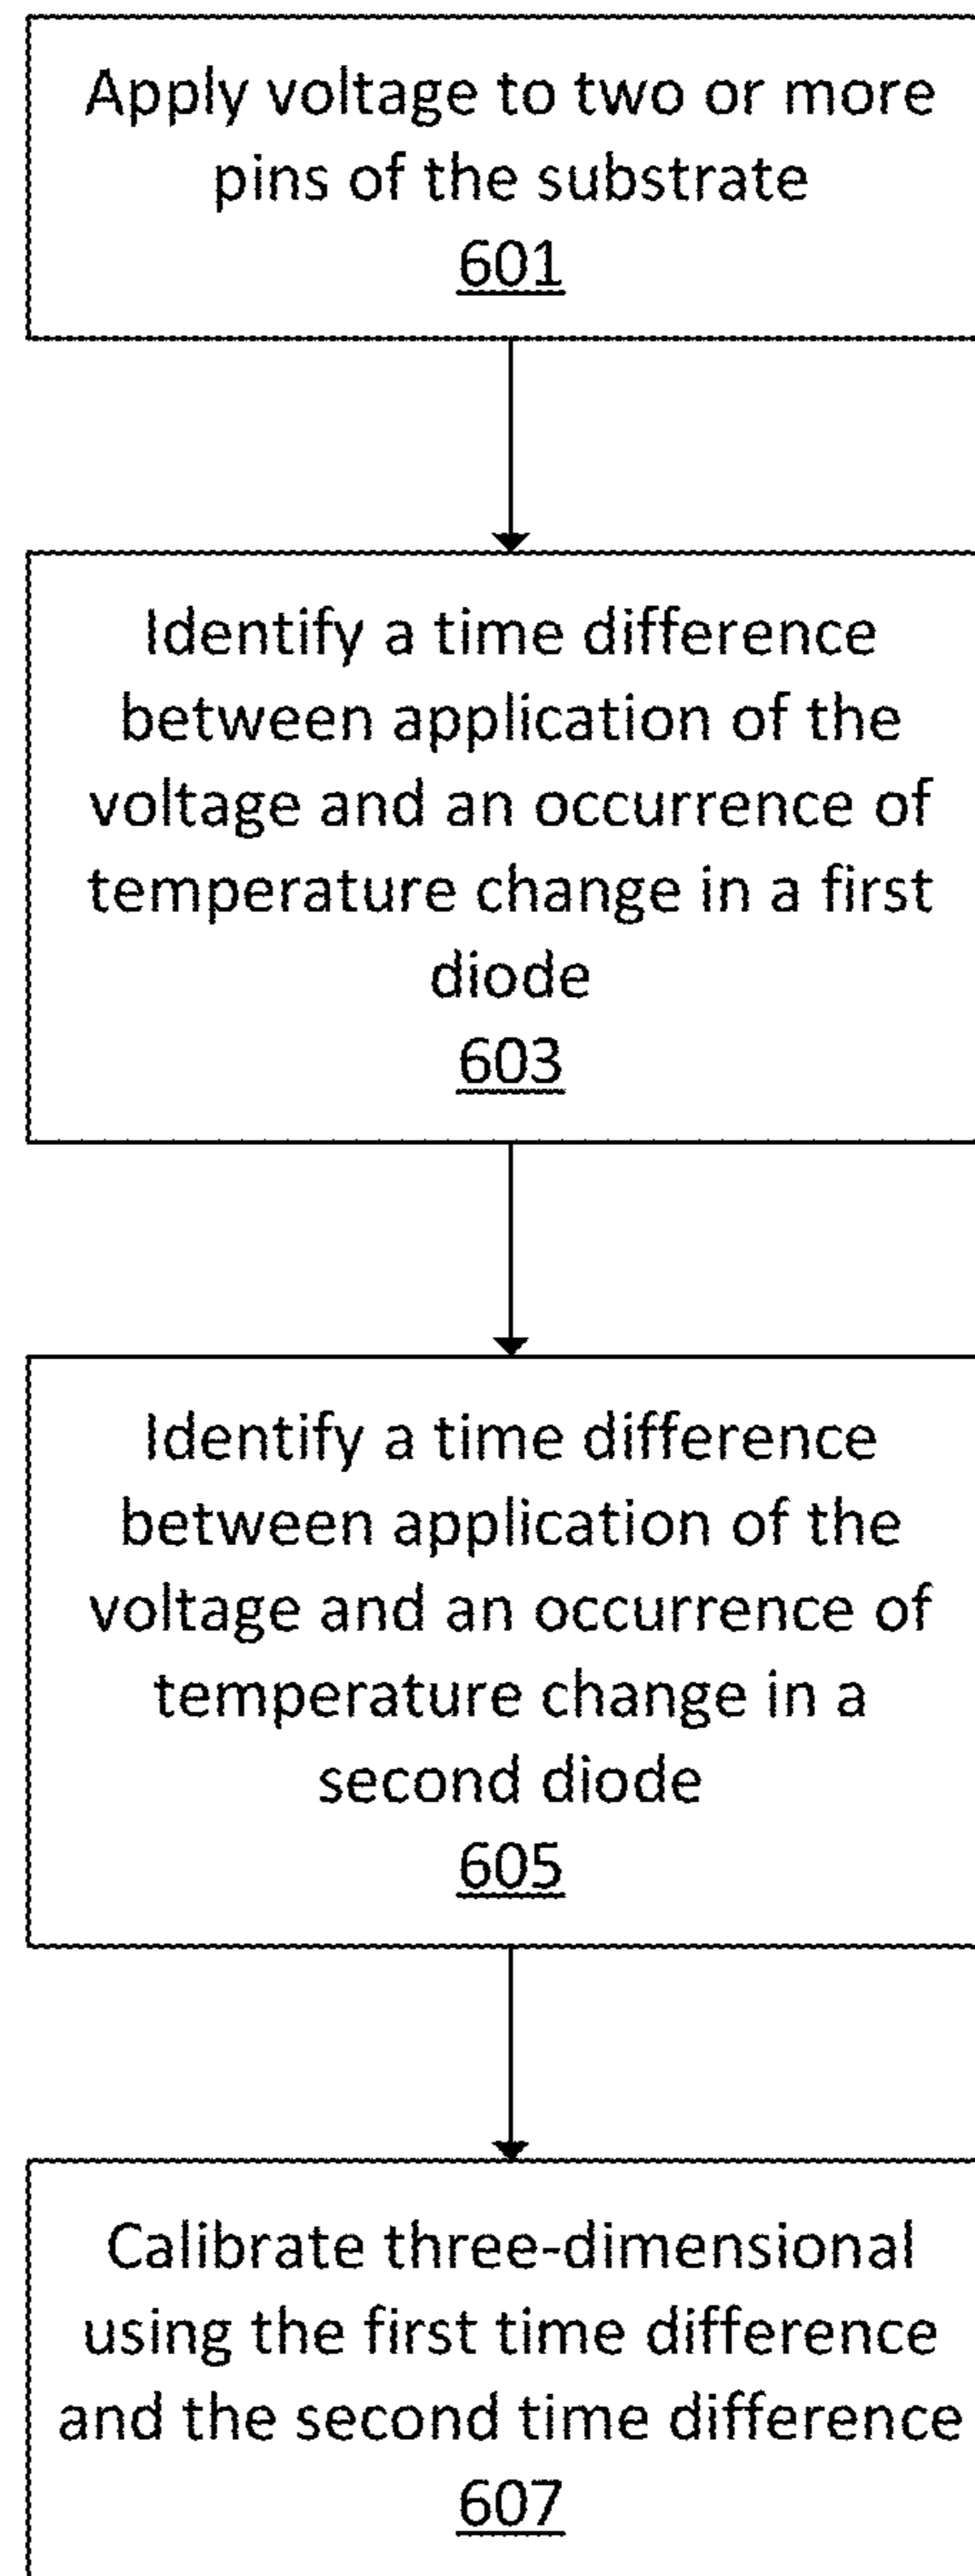 Apply voltage to two or more
pins of the substrate
601
Identify a time difference
between application of the
voltage and an occurrence of
temperature change in a first
diode
603
Identify a time difference
between application of the
voltage and an occurrence of
temperature change in a
second diode
605
Calibrate three-dimensional
using the first time difference
and the second time difference
607